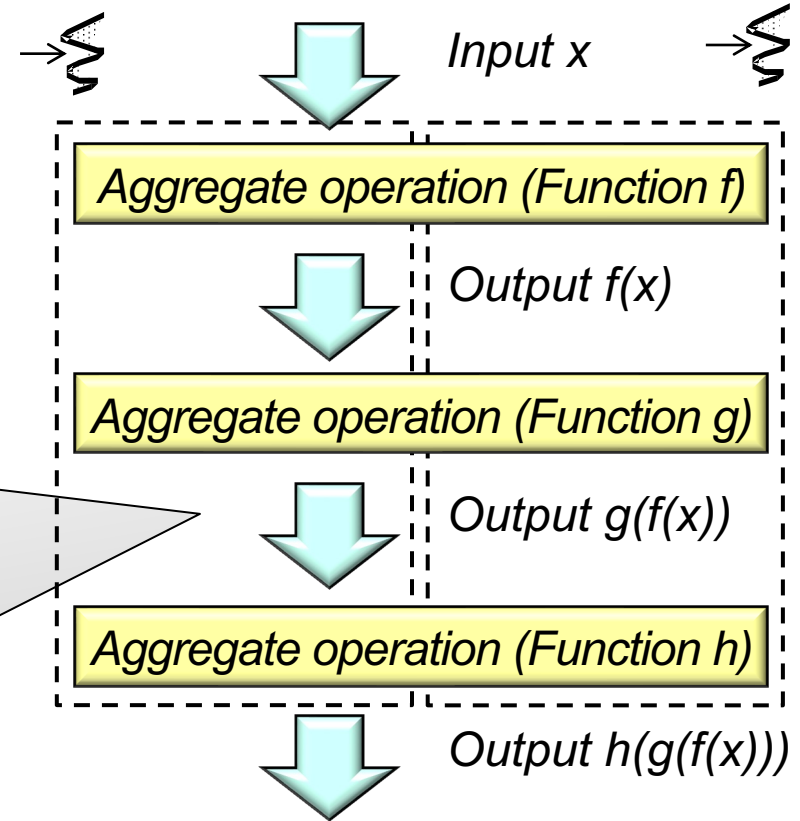 Input x
Aggregate operation (Function f)
Output f(x)
Aggregate operation (Function g)
Output g(f(x))
Aggregate operation (Function h)
Output h(g(f(x)))